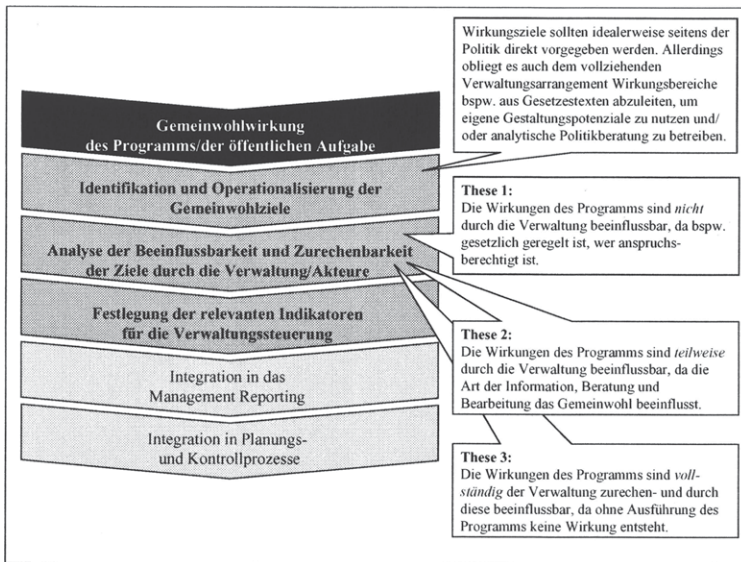 Wirkungsziele sollten idealerweise seitens der
Politik direkt vorgegeben werden. Allerdings
obliegt es auch dem vollziehenden
Verwaltungsarrangement Wirkungsbereiche
bspw. aus Gesetzestexten abzuleiten, um
eigene Gestaltungspotenziale zu nutzen und/
oder analytische Politikberatung zu betreiben.
Gemeinwohlwirkung
des Programms/der öffentlichen Aufgabe
Identifikation und Operationalisierung der
Gemeinwohlziele
These 1:
Die Wirkungen des Programms sind nicht
durch die Verwaltung beeinflussbar, da bspw.
gesetzlich geregelt ist, wer anspruchs-
berechtigt ist.
Analyse der Beeinflussbarkeit und Zurechenbarkeit
der Ziele durch die Verwaltung/Akteure
Festlegung der relevanten Indikatoren
für die Verwaltungssteuerung
These 2:
Die Wirkungen des Programms sind teilweise
durch die Verwaltung beeinflussbar, da die
Art der Information, Beratung und
Bearbeitung das Gemeinwohl beeinflusst.
Integration in das
Management Reporting
Integration in Planungs-
und Kontrollprozesse
These 3:
Die Wirkungen des Programms sind voll-
ständig der Verwaltung zurechen- und durch
diese beeinflussbar, da ohne Ausführung des
Programms keine Wirkung entsteht.